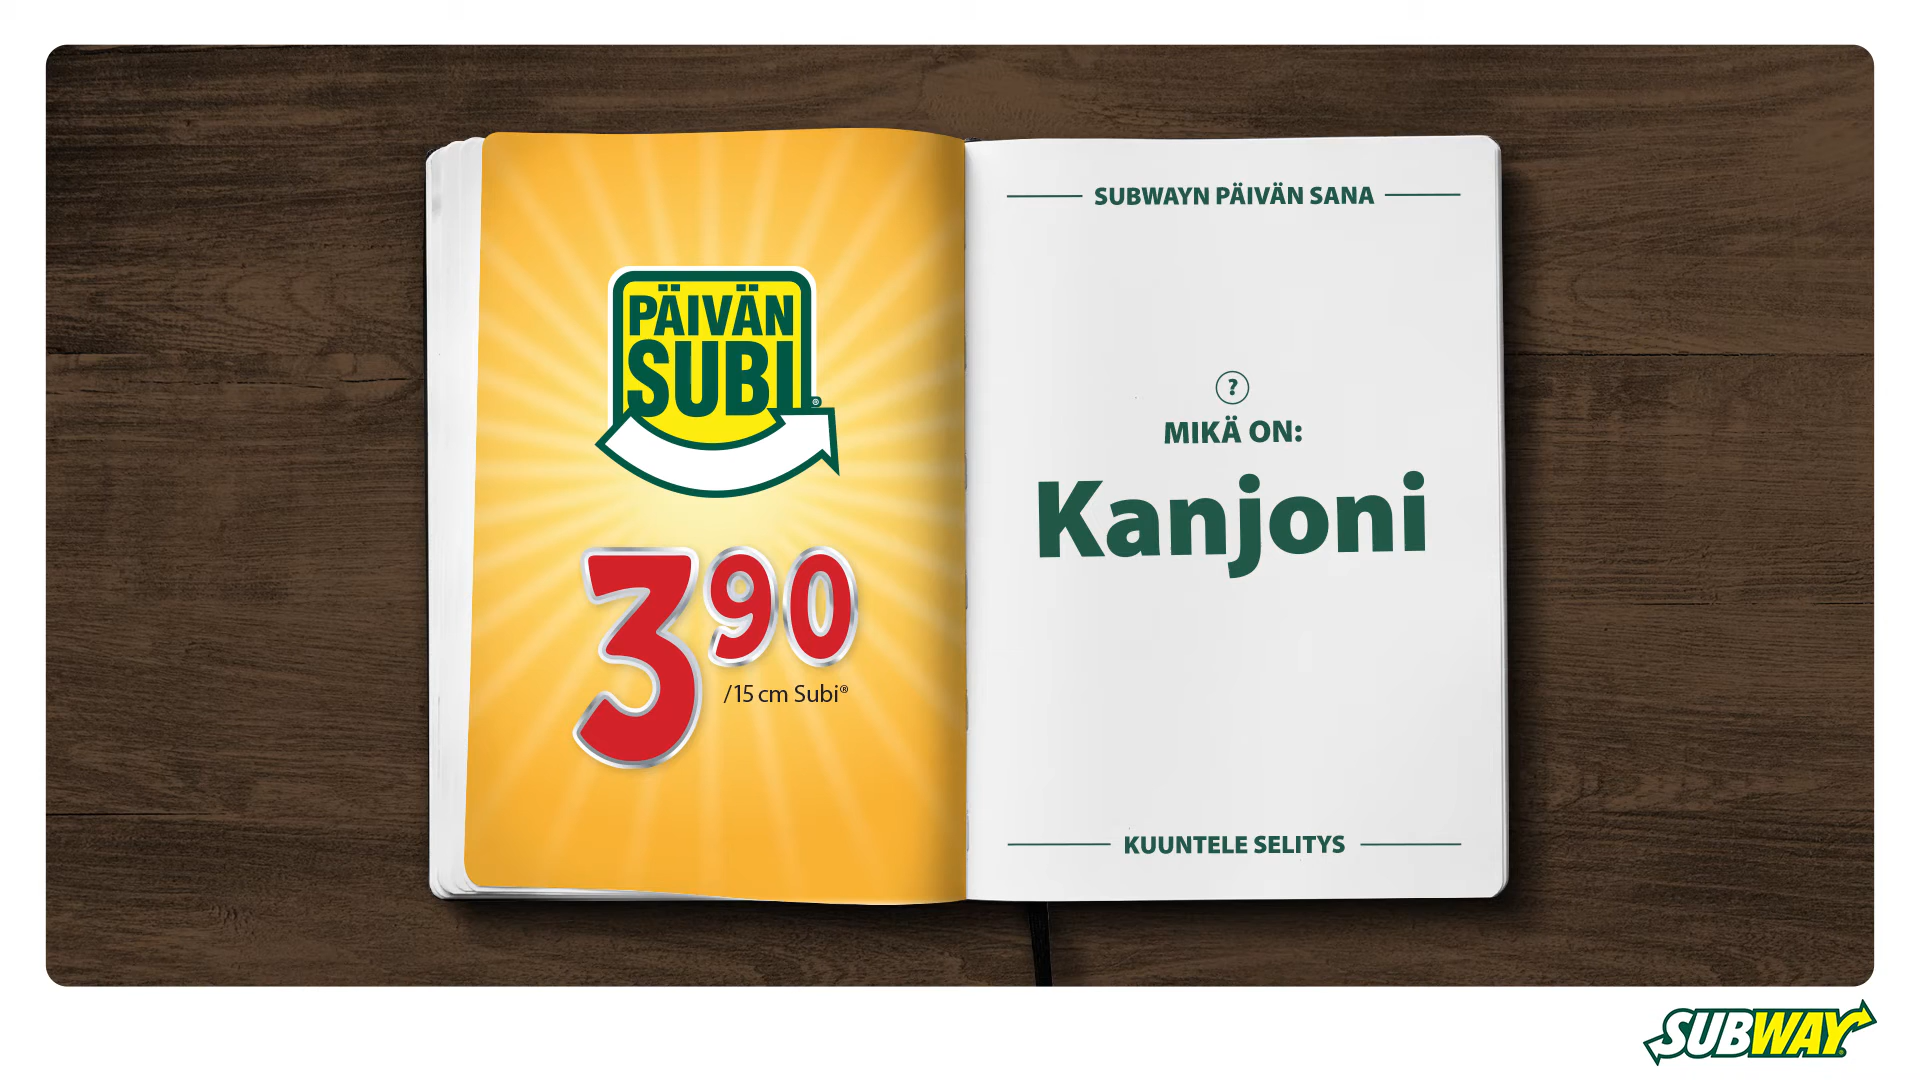 PÄIVÄN
SUBI®
3 90
/15 cm Subi®
SUBWAYN PÄIVÄN SANA
?
MIKÄ ON:
Kanjoni
KUUNTELE SELITYS
SUBWAY®